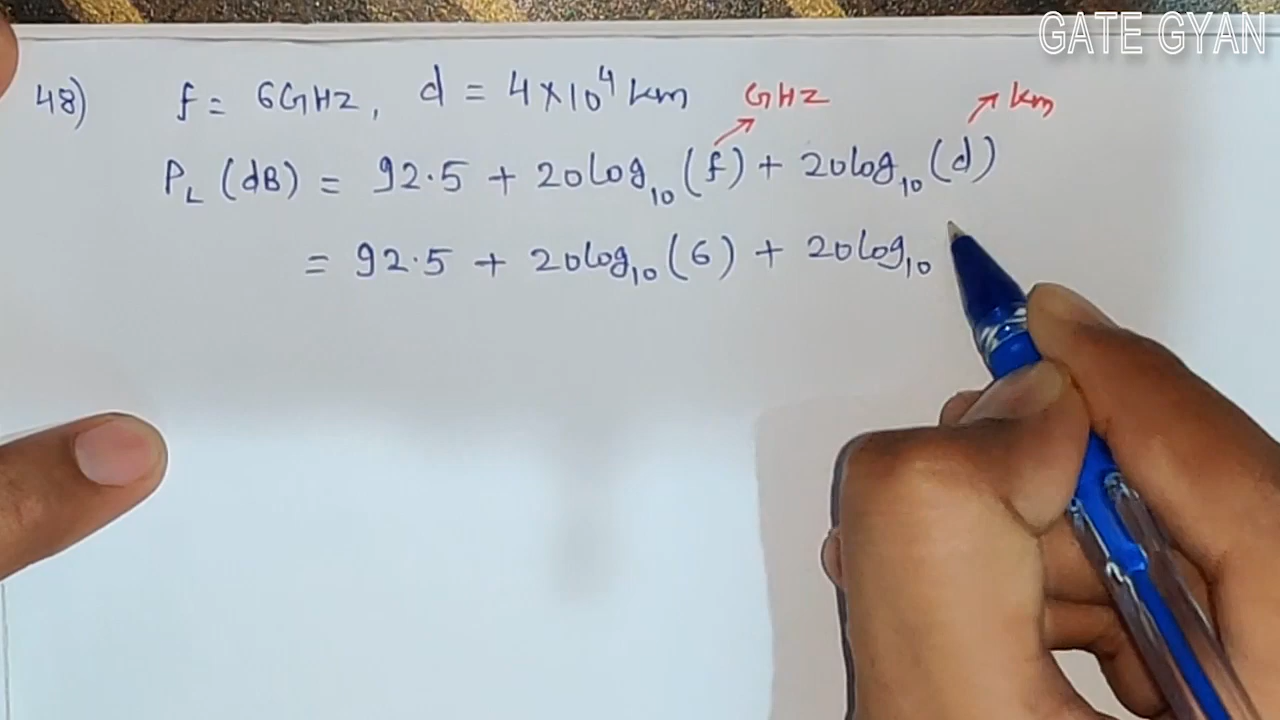 GATE GYAN
48) f = 6GHz, d = 4×10⁴ km GHz km
P_L (dB) = 92.5 + 20log₁₀ (f) + 20log₁₀ (d)
= 92.5 + 20log₁₀ (6) + 20log₁₀